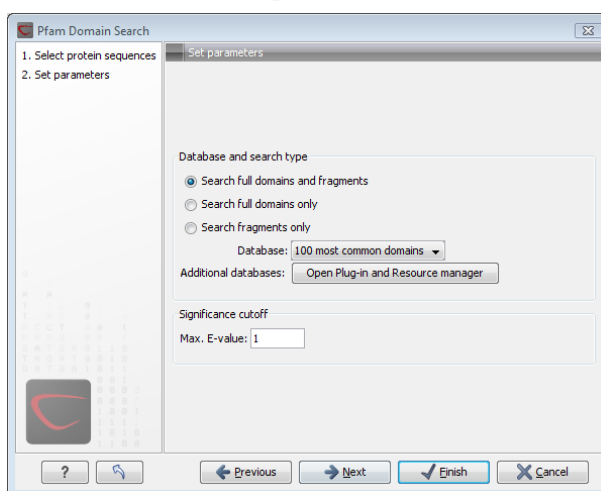 Pfam Domain Search
1. Select protein sequences
2. Set parameters
Set parameters
Database and search type
Search full domains and fragments
Search full domains only
Search fragments only
Database: 100 most common domains
Additional databases: Open Plug-in and Resource manager
Significance cutoff
Max. E-value: 1
? Previous Next Finish Cancel